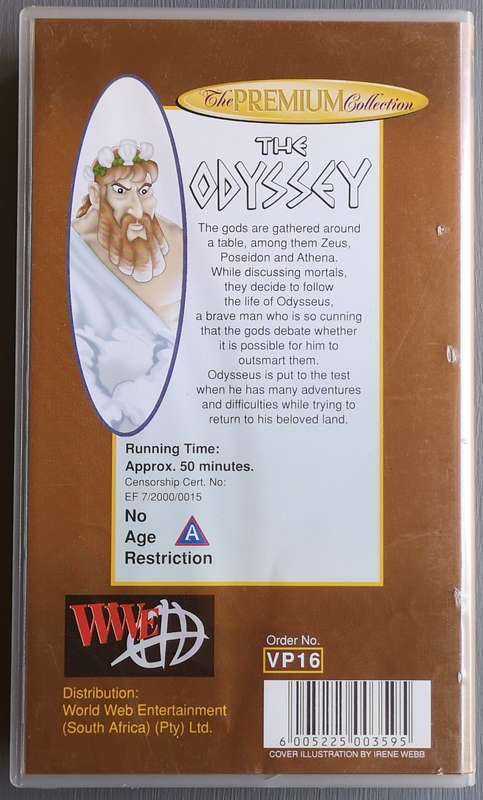 The PREMIUM Collection
THE
ODYSSEY
The gods are gathered around
a table, among them Zeus,
Poseidon and Athena.
While discussing mortals,
they decide to follow
the life of Odysseus,
a brave man who is so cunning
that the gods debate whether
it is possible for him to
outsmart them.
Odysseus is put to the test
when he has many adventures
and difficulties while trying to
return to his beloved land.
Running Time:
Approx. 50 minutes.
Censorship Cert. No:
EF 7/2000/0015
No
Age A
Restriction
WWE
Distribution:
World Web Entertainment
(South Africa) (Pty) Ltd.
Order No.
VP16
6 005225 003595
COVER ILLUSTRATION BY IRENE WEBB